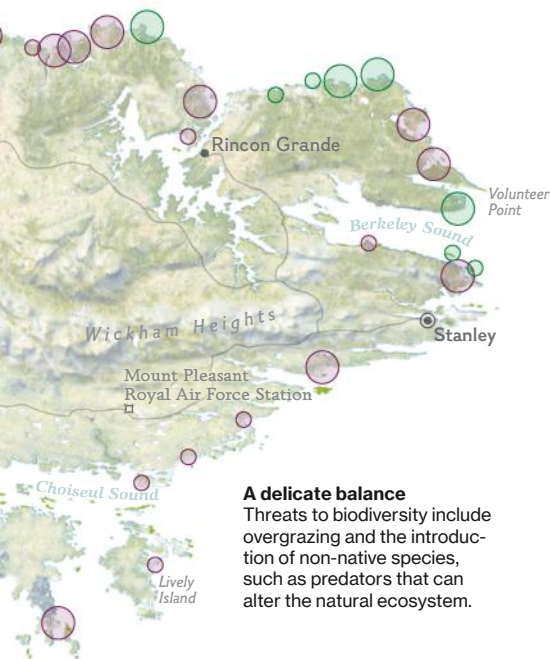 Rincon Grande
Volunteer
Point
Berkeley Sound
Wickham Heights
Stanley
Mount Pleasant
Royal Air Force Station
Choiseul Sound
A delicate balance
Threats to biodiversity include
overgrazing and the introduc-
tion of non-native species,
such as predators that can
alter the natural ecosystem.
Lively
Island